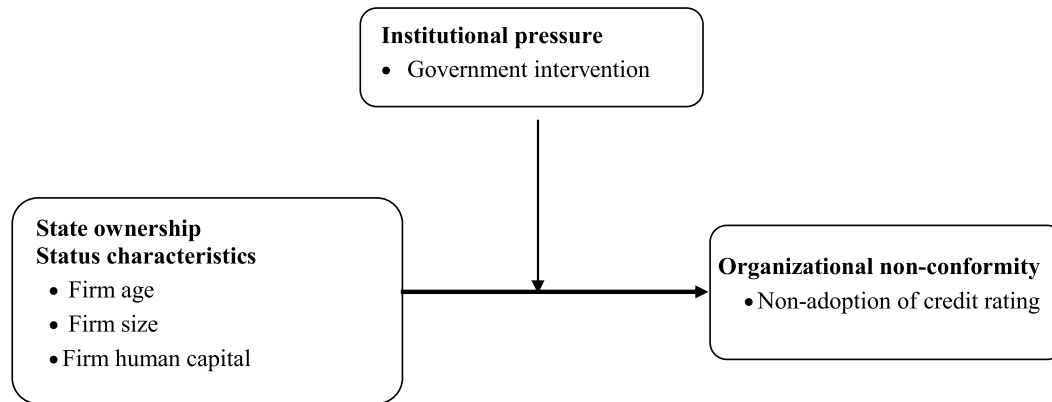 Institutional pressure
• Government intervention
State ownership
Status characteristics
• Firm age
• Firm size
• Firm human capital
Organizational non-conformity
• Non-adoption of credit rating